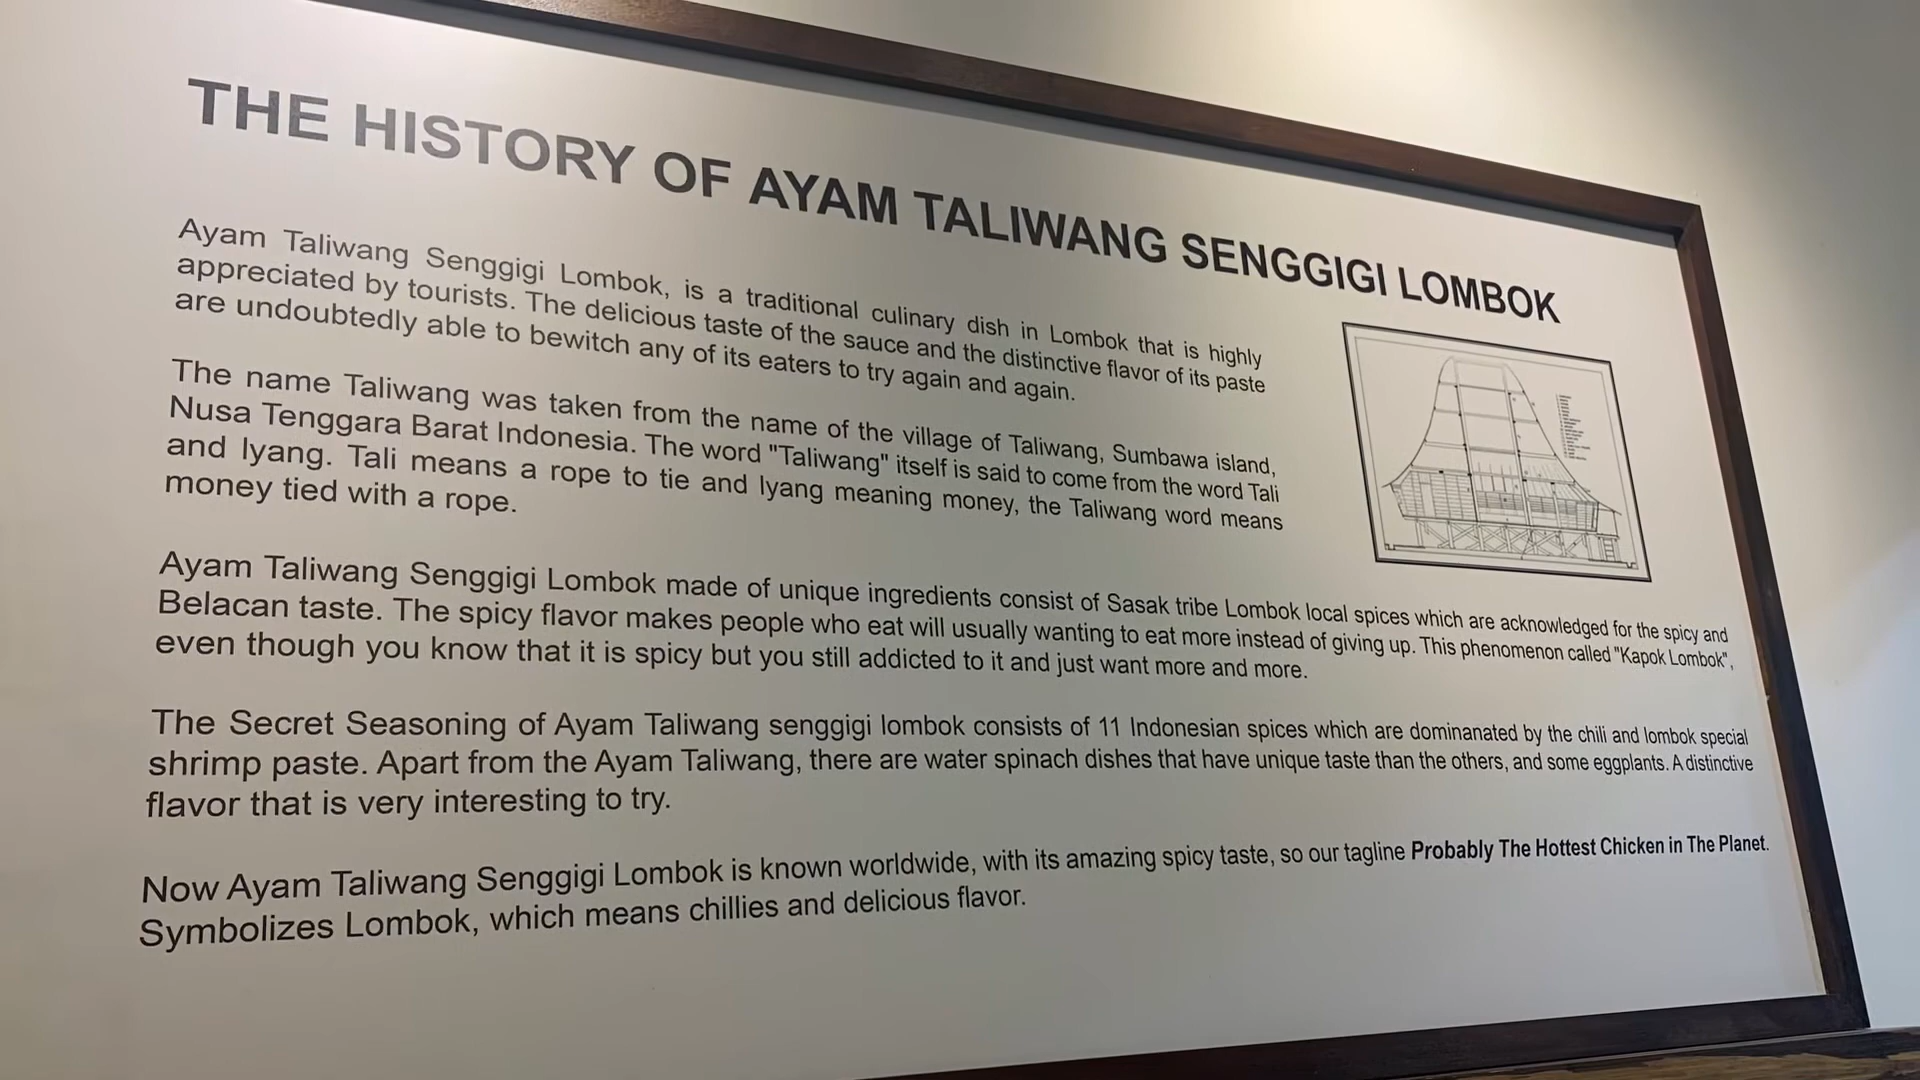 THE HISTORY OF AYAM TALIWANG SENGGIGI LOMBOK
Ayam Taliwang Senggigi Lombok, is a traditional culinary dish in Lombok that is highly
appreciated by tourists. The delicious taste of the sauce and the distinctive flavor of its paste
are undoubtedly able to bewitch any of its eaters to try again and again.
The name Taliwang was taken from the name of the village of Taliwang, Sumbawa island,
Nusa Tenggara Barat Indonesia. The word "Taliwang" itself is said to come from the word Tali
and Iyang. Tali means a rope to tie and Iyang meaning money, the Taliwang word means
money tied with a rope.
Ayam Taliwang Senggigi Lombok made of unique ingredients consist of Sasak tribe Lombok local spices which are acknowledged for the spicy and
Belacan taste. The spicy flavor makes people who eat will usually wanting to eat more instead of giving up. This phenomenon called "Kapok Lombok",
even though you know that it is spicy but you still addicted to it and just want more and more.
The Secret Seasoning of Ayam Taliwang senggigi lombok consists of 11 Indonesian spices which are dominanated by the chili and lombok special
shrimp paste. Apart from the Ayam Taliwang, there are water spinach dishes that have unique taste than the others, and some eggplants. A distinctive
flavor that is very interesting to try.
Now Ayam Taliwang Senggigi Lombok is known worldwide, with its amazing spicy taste, so our tagline Probably The Hottest Chicken in The Planet.
Symbolizes Lombok, which means chillies and delicious flavor.